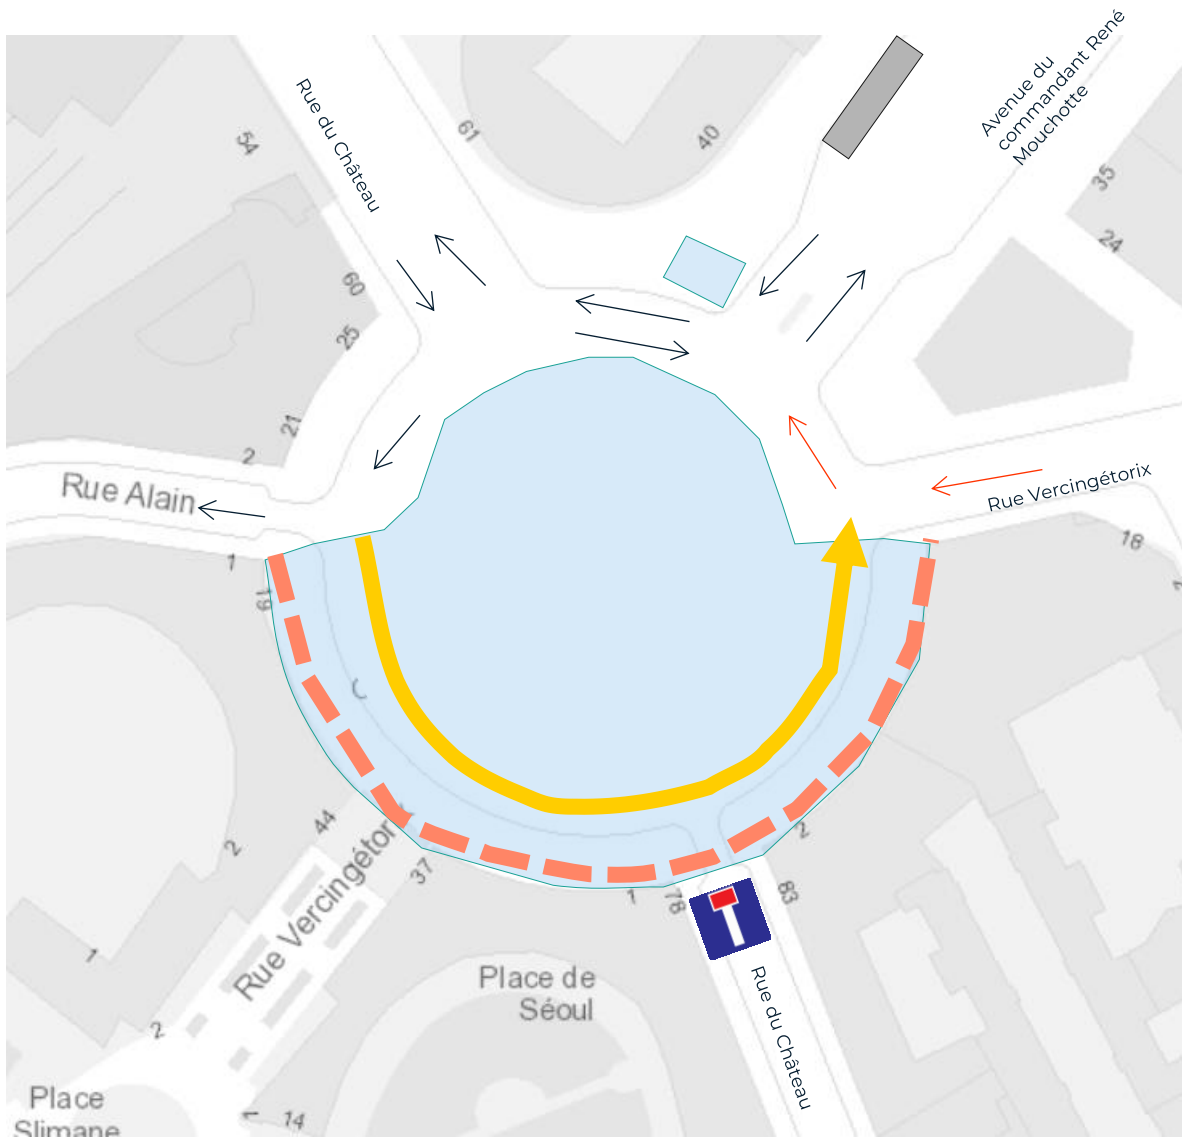 Avenue du
commandant René
Mouchotte
Rue du Château
54
61
40
35
24
60
25
21
2
Rue Alain
Rue Vercingétorix
18
1
19
44
2
Rue Vercingétor
37
1
78
83
2
1
2
Place de
Séoul
Rue du Château
Place
Slimane
1
14